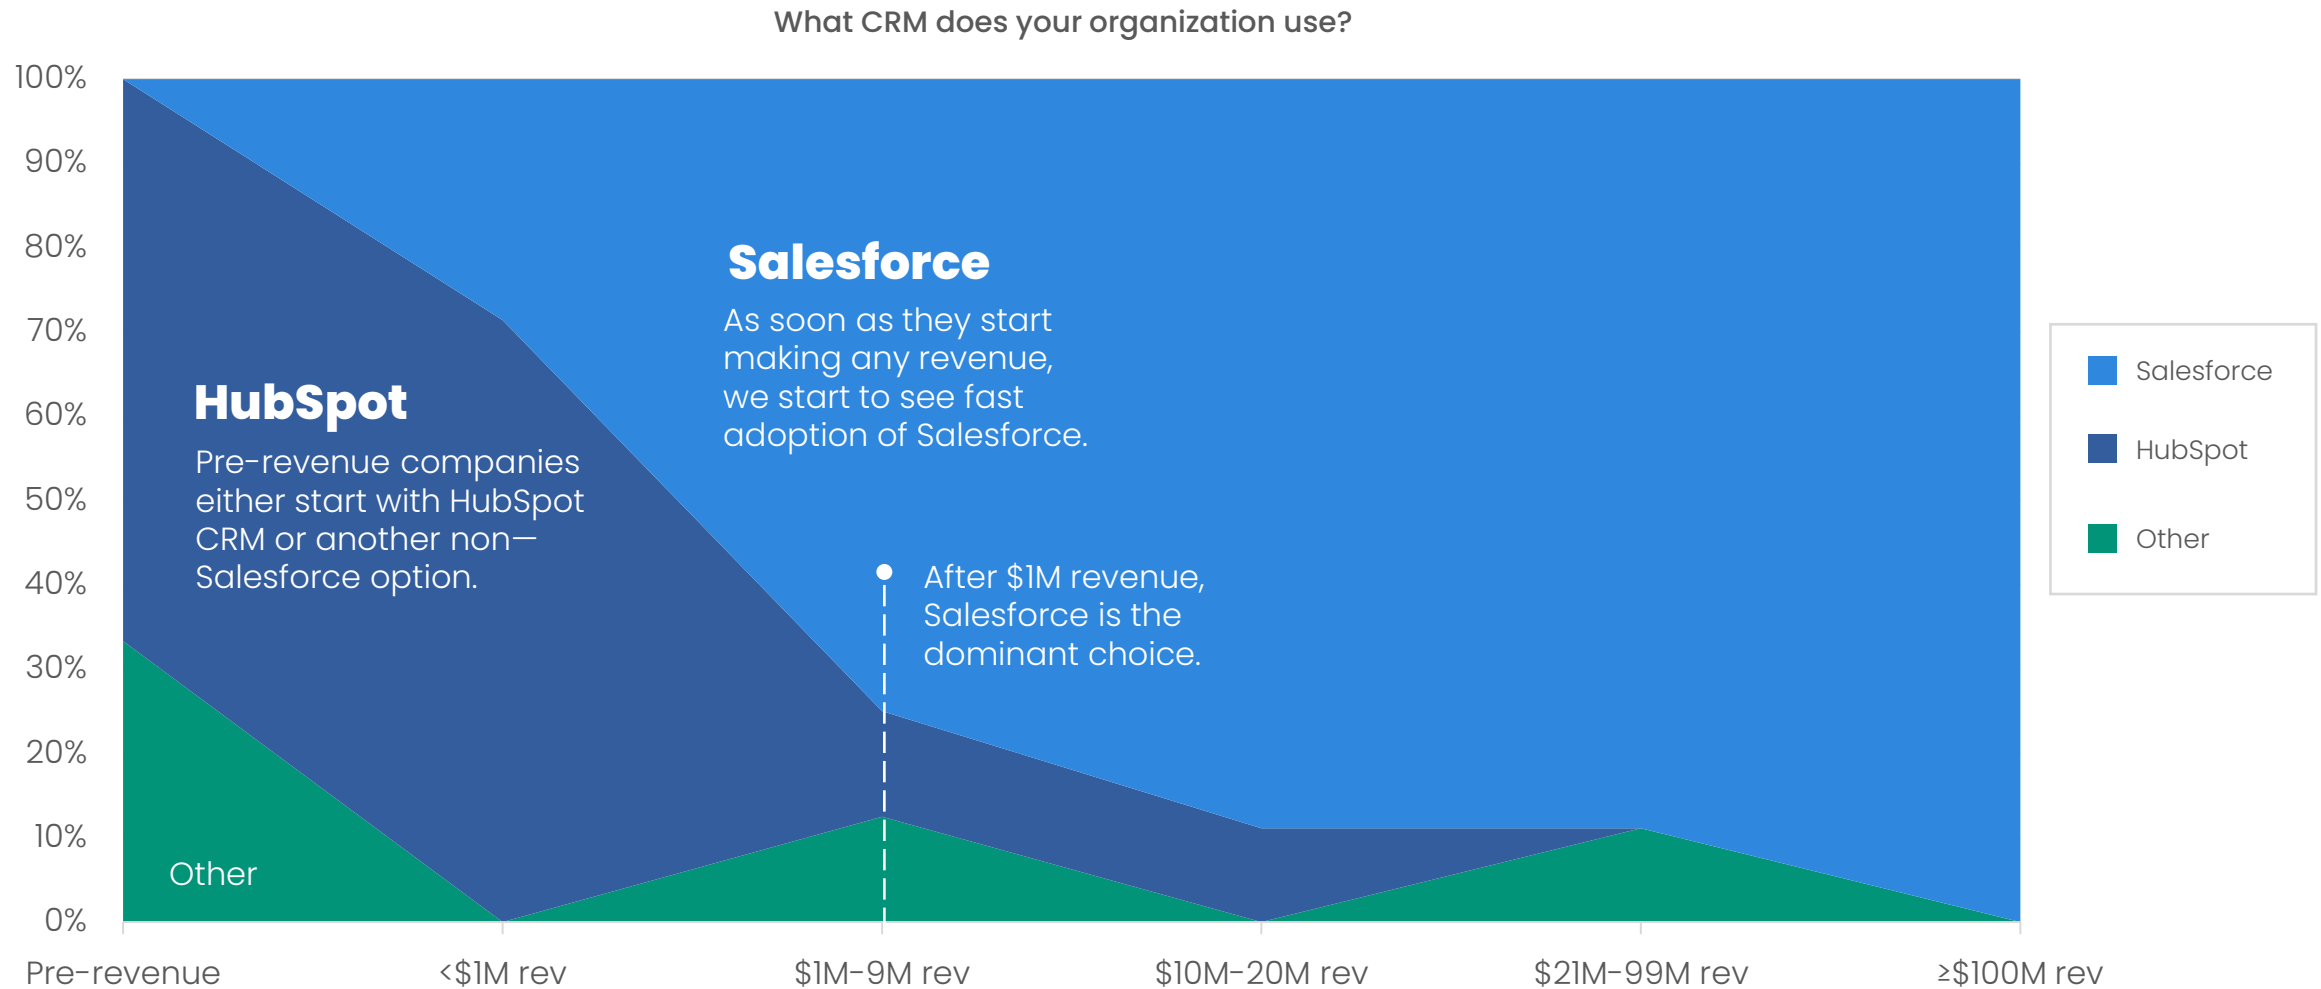 What CRM does your organization use?
100%
90%
80%
70%
60%
50%
40%
30%
20%
10%
0%
Salesforce
As soon as they start
making any revenue,
we start to see fast
adoption of Salesforce.
HubSpot
Pre-revenue companies
either start with HubSpot
CRM or another non—
Salesforce option.
After $1M revenue,
Salesforce is the
dominant choice.
Other
Pre-revenue
<$1M rev
$1M-9M rev
$10M-20M rev
$21M-99M rev
≥$100M rev
Salesforce
HubSpot
Other